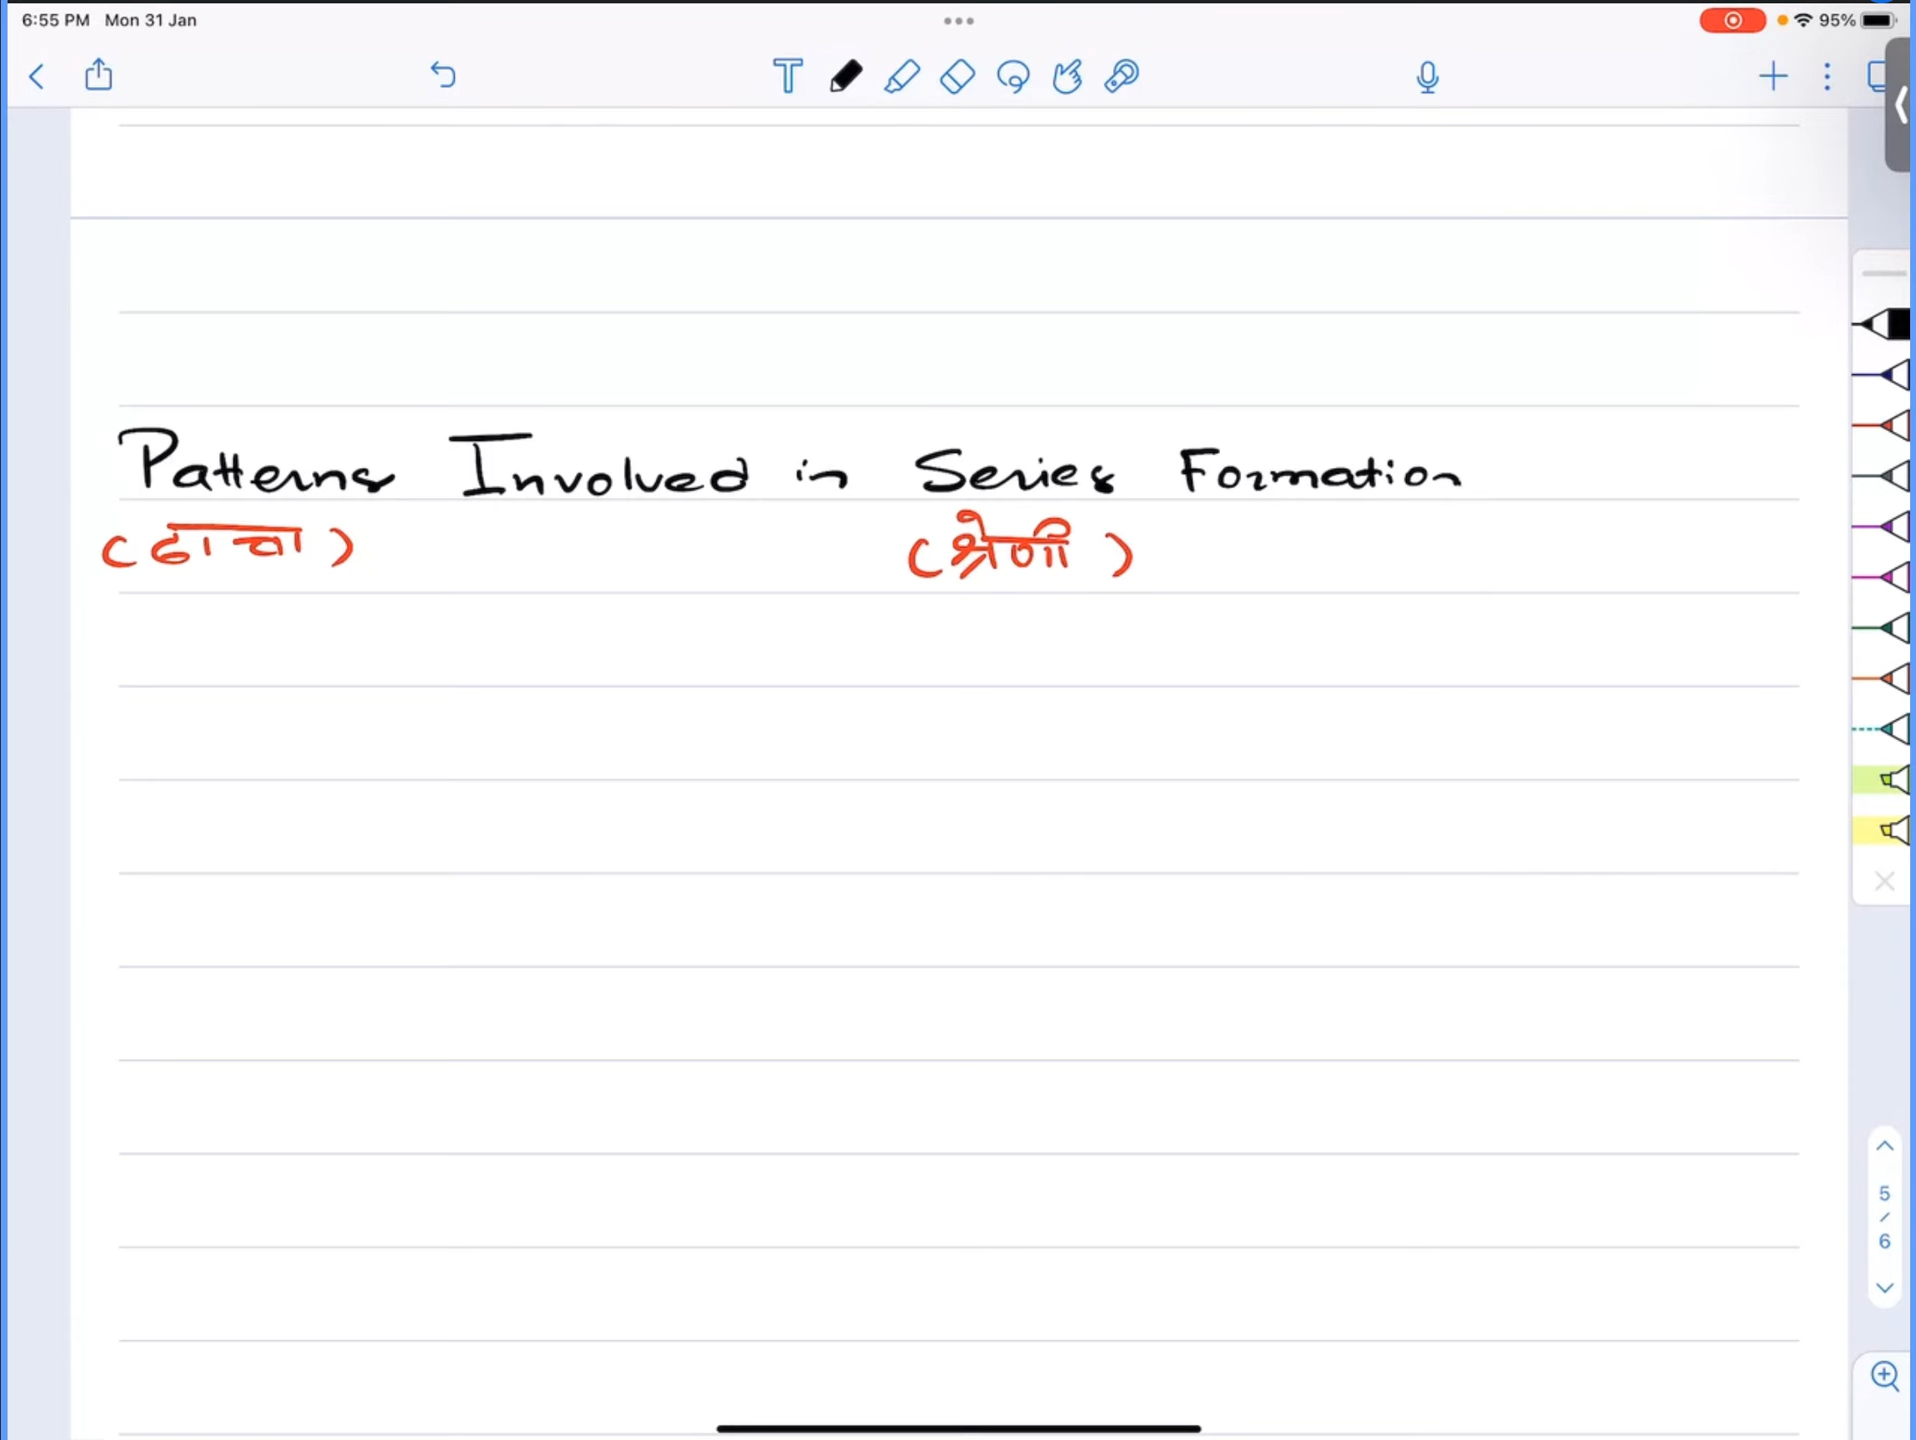 6:55 PM Mon 31 Jan
95%
Patterns Involved in Series Formation
(ढाचा) (श्रेणी)
5
/
6